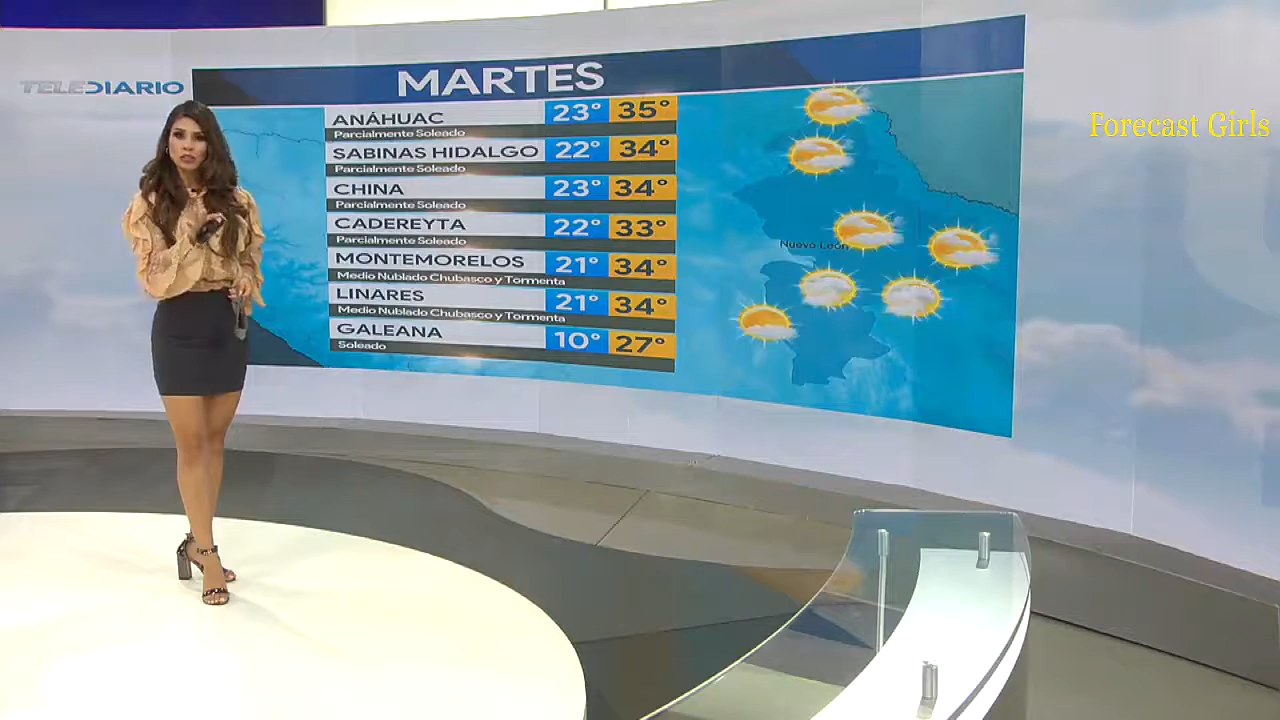 TELEDIARIO
MARTES
ANÁHUAC 23° 35°
Parcialmente Soleado
SABINAS HIDALGO 22° 34°
Parcialmente Soleado
CHINA 23° 34°
Parcialmente Soleado
CADEREYTA 22° 33°
Parcialmente Soleado
MONTEMORELOS 21° 34°
Medio Nublado Chubasco y Tormenta
LINARES 21° 34°
Medio Nublado Chubasco y Tormenta
GALEANA 10° 27°
Soleado
Nuevo León
Forecast Girls